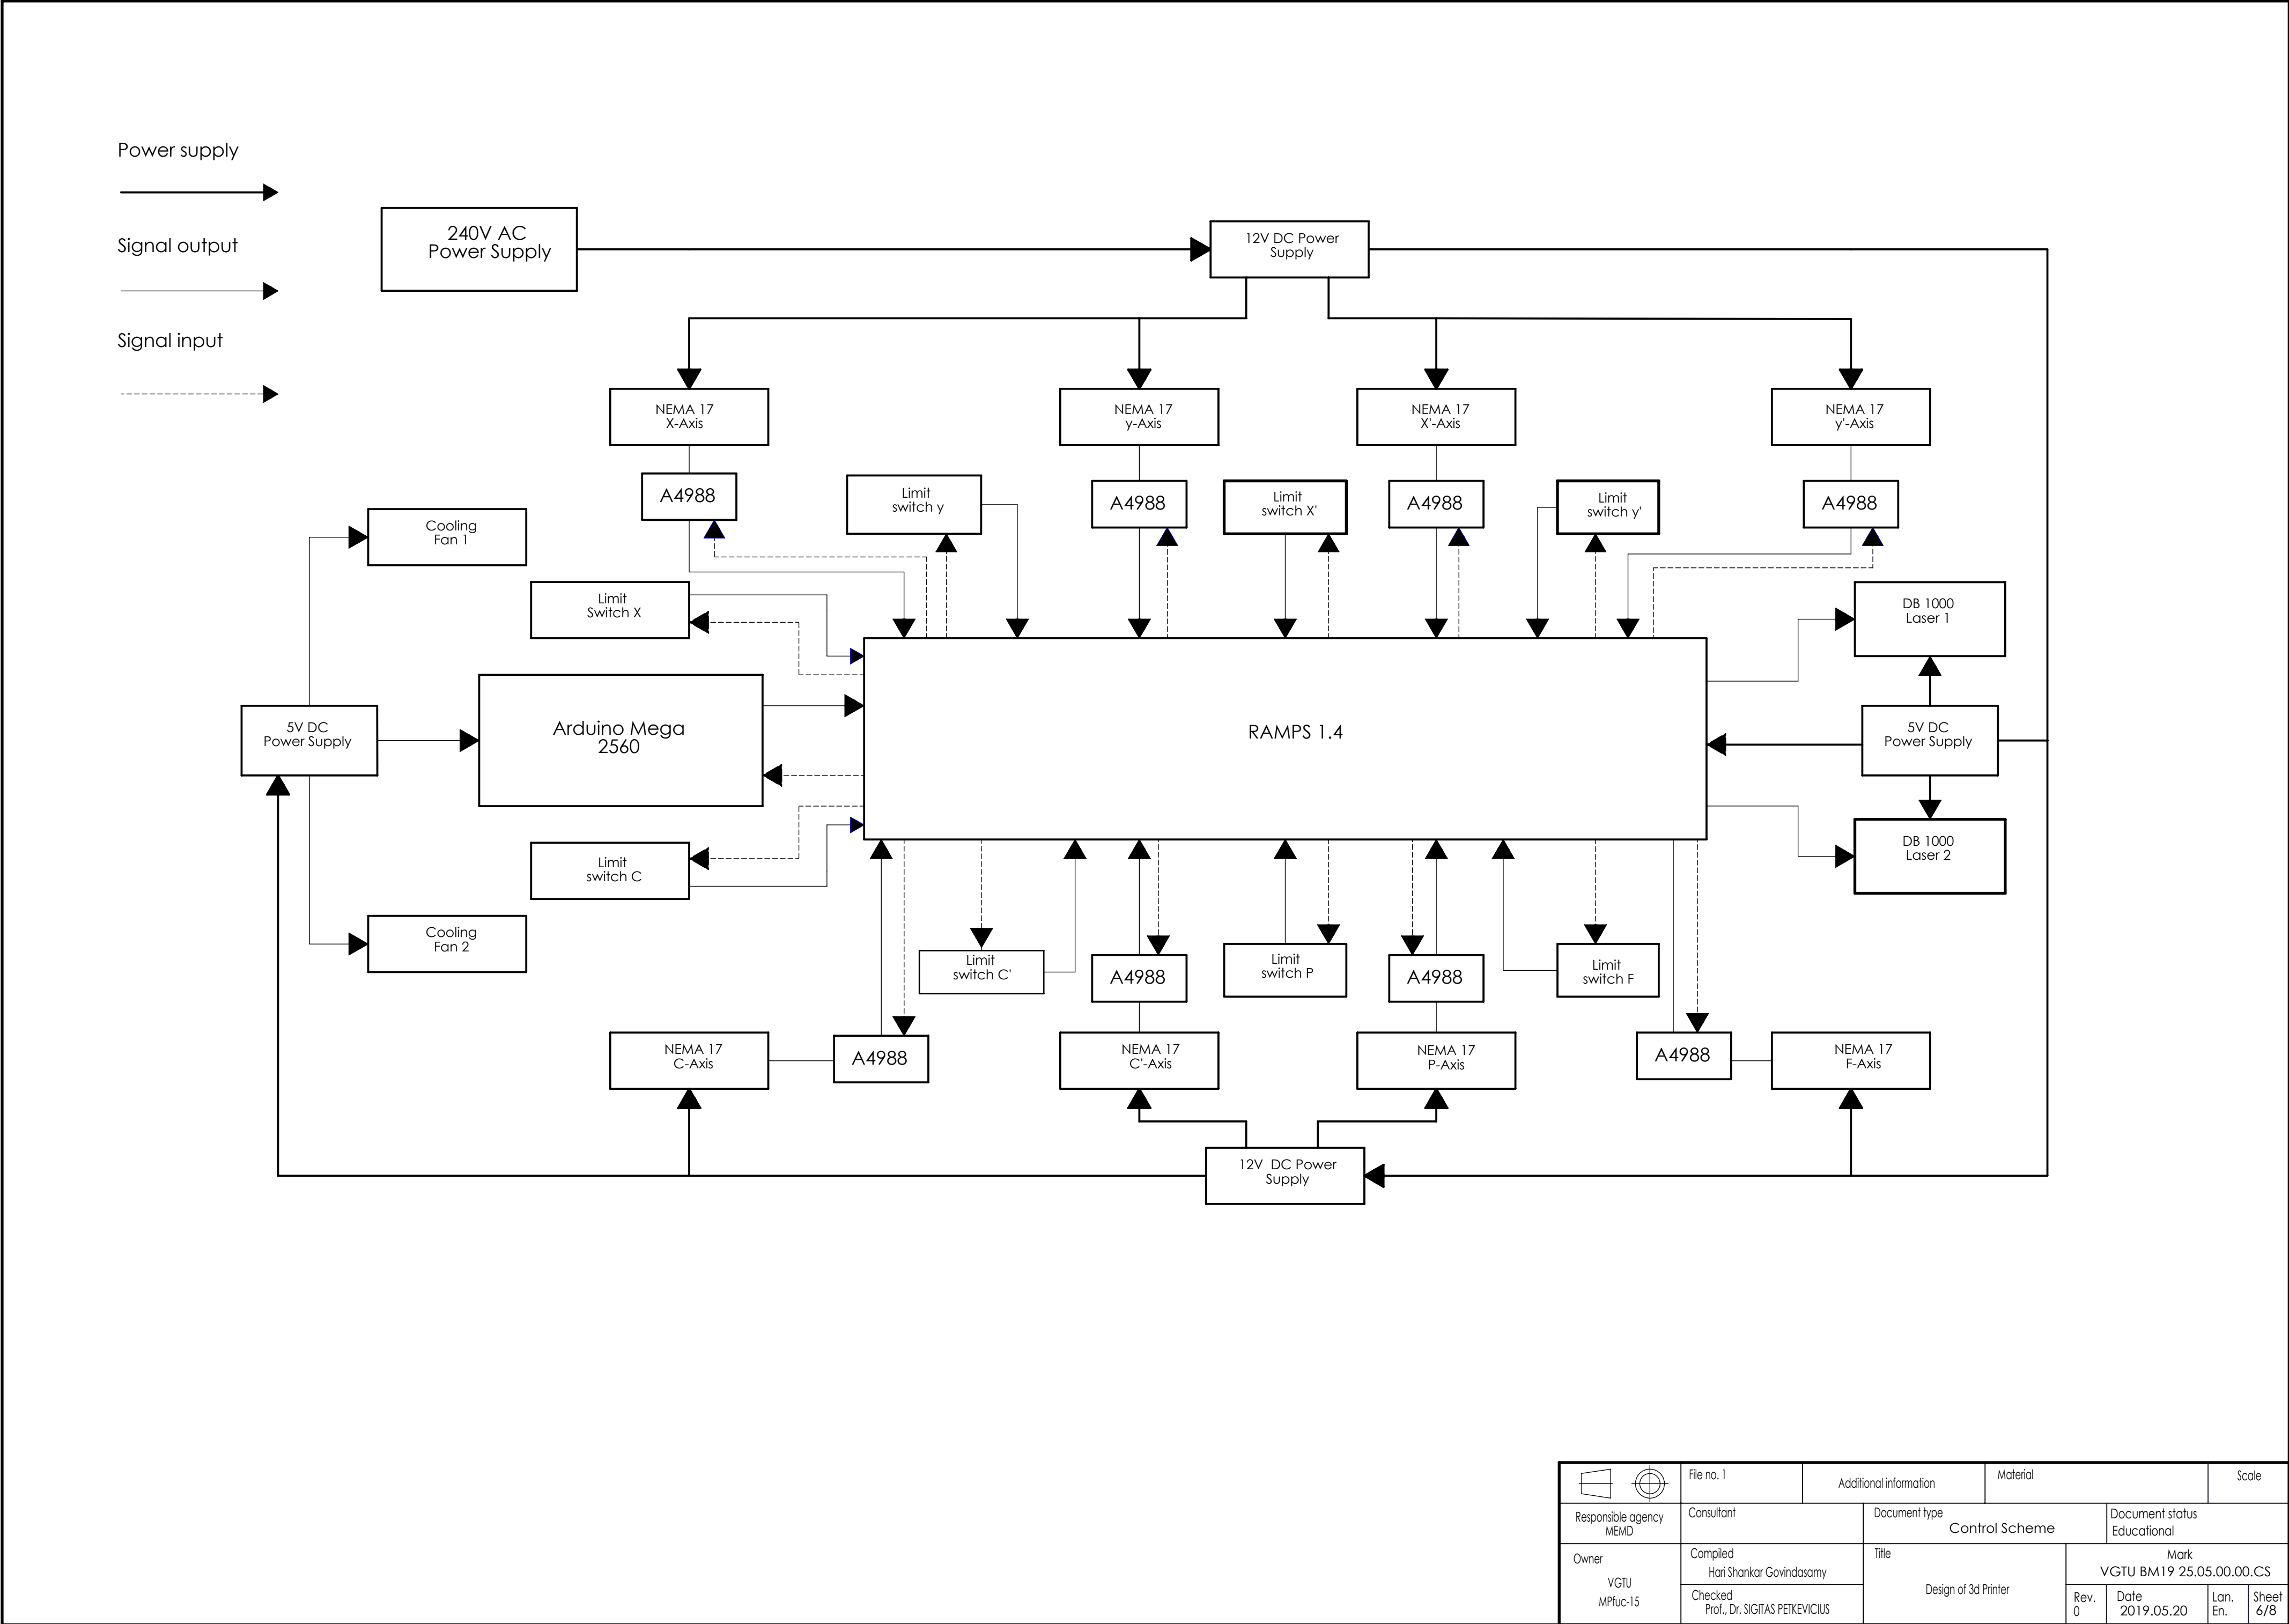 Power supply
Signal output
Signal input
240V AC
Power Supply
12V DC Power
Supply
NEMA 17
X-Axis
NEMA 17
y-Axis
NEMA 17
X'-Axis
NEMA 17
y'-Axis
A4988
Limit
switch y
A4988
Limit
switch X'
A4988
Limit
switch y'
A4988
Cooling
Fan 1
Limit
Switch X
DB 1000
Laser 1
5V DC
Power Supply
Arduino Mega
2560
RAMPS 1.4
5V DC
Power Supply
Limit
switch C
DB 1000
Laser 2
Cooling
Fan 2
Limit
switch C'
A4988
Limit
switch P
A4988
Limit
switch F
NEMA 17
C-Axis
A4988
NEMA 17
C'-Axis
NEMA 17
P-Axis
A4988
NEMA 17
F-Axis
12V  DC Power
Supply
File no. 1
Additional information
Material
Scale
Responsible agency
MEMD
Consultant
Document type
Control Scheme
Document status
Educational
Owner
VGTU
MPfuc-15
Compiled
Hari Shankar Govindasamy
Checked
Prof., Dr. SIGITAS PETKEVICIUS
Title
Design of 3d Printer
Mark
VGTU BM19 25.05.00.00.CS
Rev.
0
Date
2019.05.20
Lan.
En.
Sheet
6/8